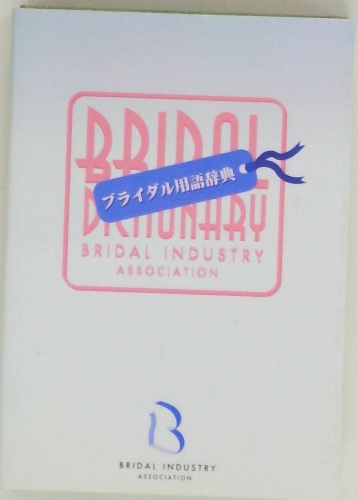 BRIDAL
ブライダル用語辞典
DICTIONARY
BRIDAL INDUSTRY
ASSOCIATION
B
BRIDAL INDUSTRY
ASSOCIATION